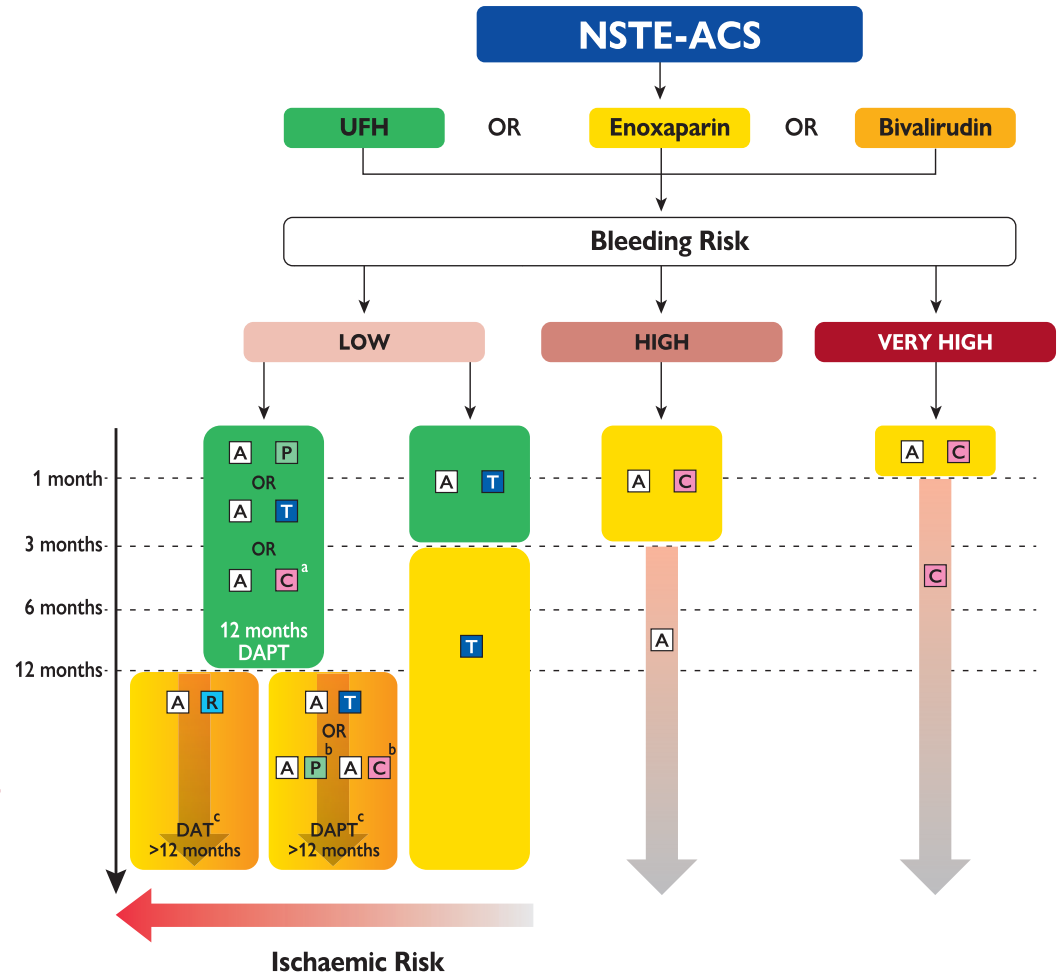 NSTE-ACS
UFH OR Enoxaparin OR Bivalirudin
Bleeding Risk
LOW HIGH VERY HIGH
A P
OR
A T
OR
A C a
12 months
DAPT
A T
T
A C
A
A C
C
1 month
3 months
6 months
12 months
A R
DAT c
>12 months
A T
OR
A P b A C b
DAPT c
>12 months
Ischaemic Risk